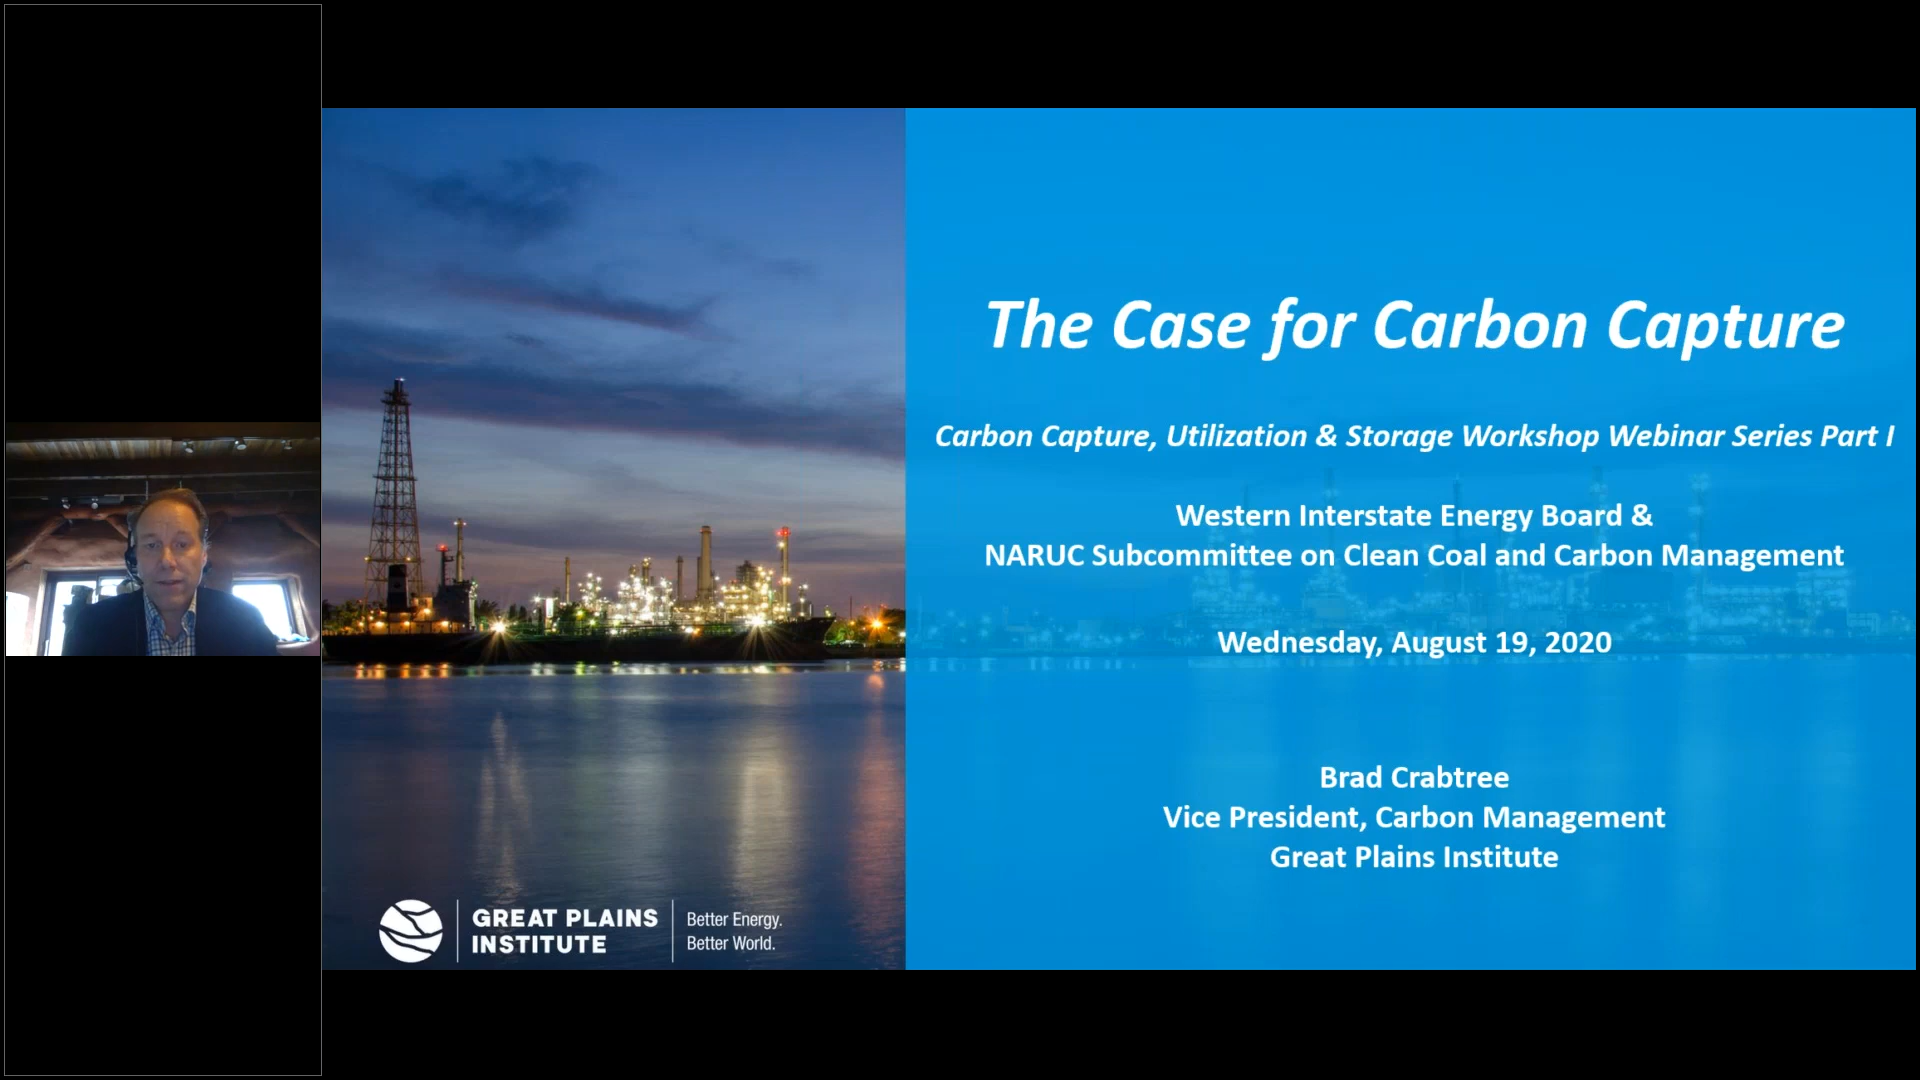 The Case for Carbon Capture
Carbon Capture, Utilization & Storage Workshop Webinar Series Part I
Western Interstate Energy Board &
NARUC Subcommittee on Clean Coal and Carbon Management
Wednesday, August 19, 2020
Brad Crabtree
Vice President, Carbon Management
Great Plains Institute
GREAT PLAINS
INSTITUTE
Better Energy.
Better World.